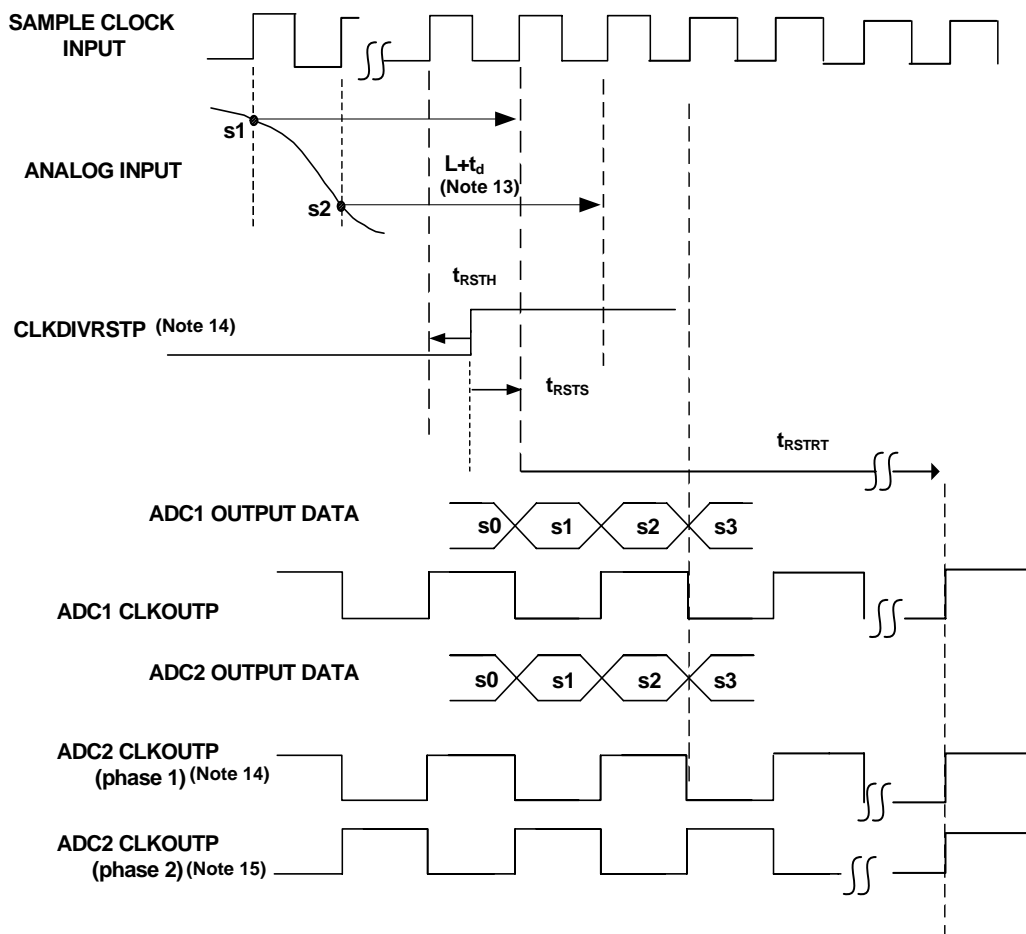 SAMPLE CLOCK
INPUT
s1
ANALOG INPUT
L+td
(Note 13)
s2
tRSTH
CLKDIVRSTP (Note 14)
tRSTS
tRSTRT
ADC1 OUTPUT DATA
s0 s1 s2 s3
ADC1 CLKOUTP
ADC2 OUTPUT DATA
s0 s1 s2 s3
ADC2 CLKOUTP
(phase 1) (Note 14)
ADC2 CLKOUTP
(phase 2) (Note 15)